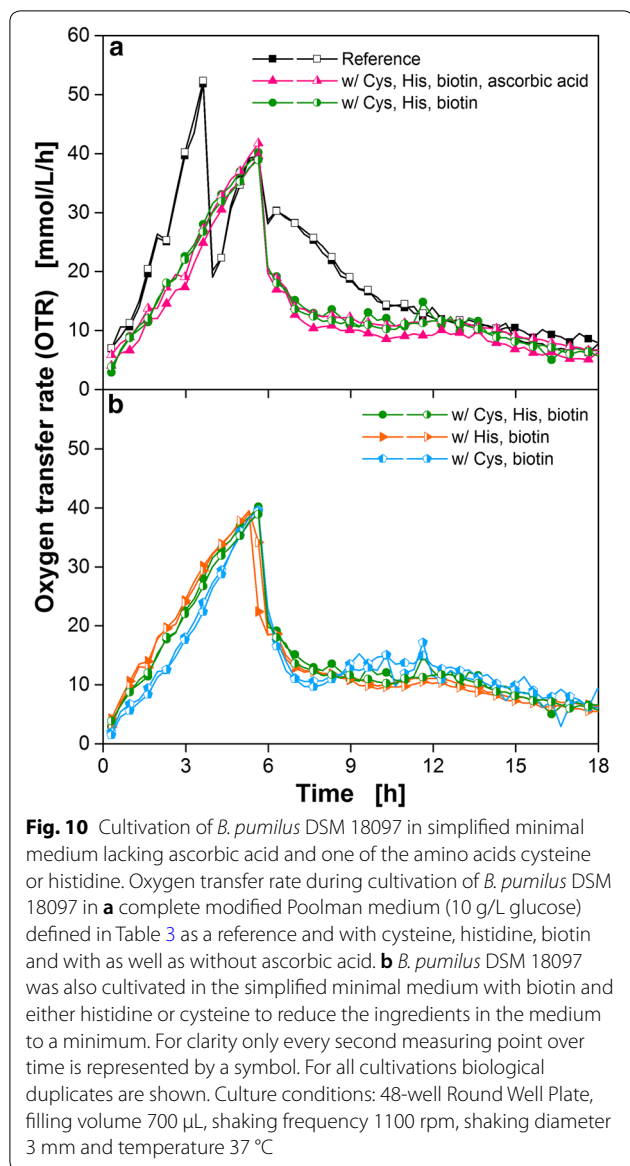 a
Reference
w/ Cys, His, biotin, ascorbic acid
w/ Cys, His, biotin
60
50
40
30
20
10
0
Oxygen transfer rate (OTR) [mmol/L/h]
b
w/ Cys, His, biotin
w/ His, biotin
w/ Cys, biotin
50
40
30
20
10
0
0 3 6 9 12 15 18
Time [h]
Fig. 10 Cultivation of B. pumilus DSM 18097 in simplified minimal
medium lacking ascorbic acid and one of the amino acids cysteine
or histidine. Oxygen transfer rate during cultivation of B. pumilus DSM
18097 in a complete modified Poolman medium (10 g/L glucose)
defined in Table 3 as a reference and with cysteine, histidine, biotin
and with as well as without ascorbic acid. b B. pumilus DSM 18097
was also cultivated in the simplified minimal medium with biotin and
either histidine or cysteine to reduce the ingredients in the medium
to a minimum. For clarity only every second measuring point over
time is represented by a symbol. For all cultivations biological
duplicates are shown. Culture conditions: 48-well Round Well Plate,
filling volume 700 µL, shaking frequency 1100 rpm, shaking diameter
3 mm and temperature 37 °C